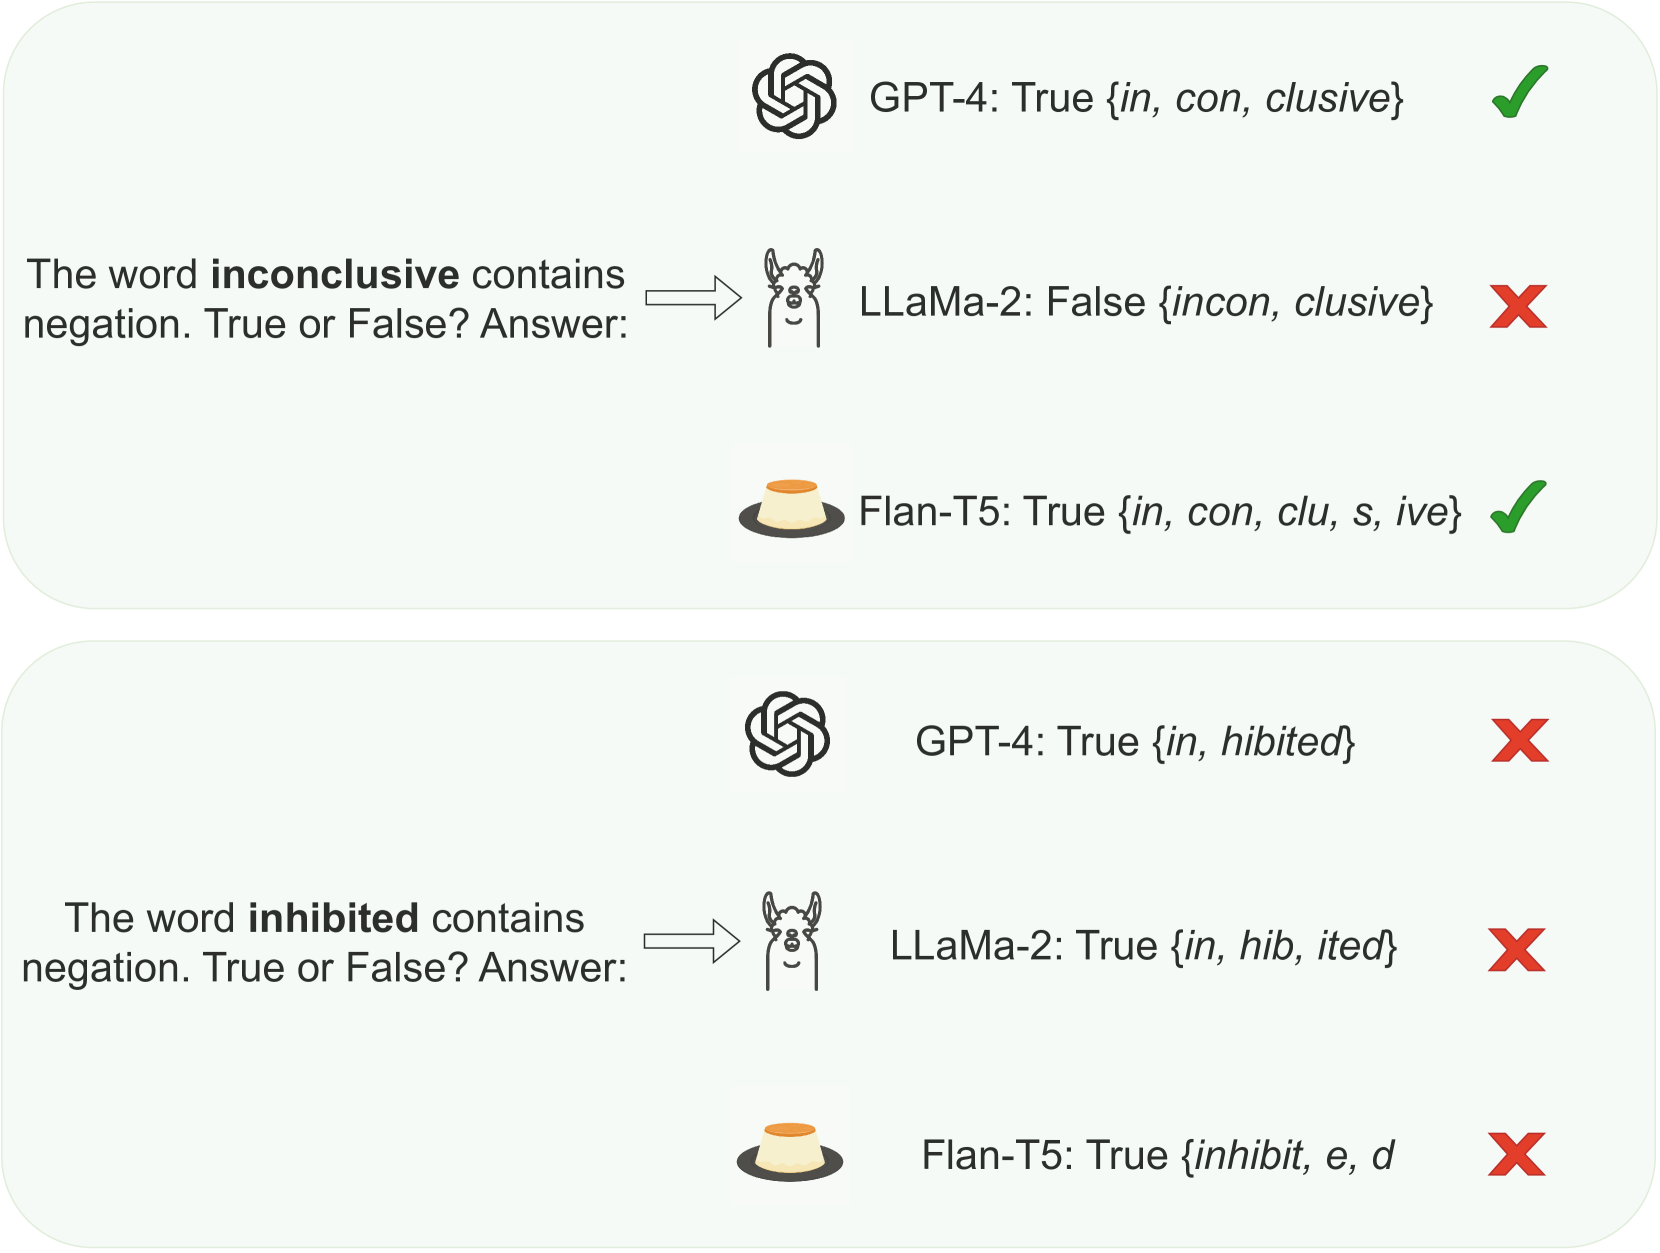 GPT-4: True {in, con, clusive}
The word inconclusive contains
negation. True or False? Answer:
LLaMa-2: False {incon, clusive}
Flan-T5: True {in, con, clu, s, ive}
GPT-4: True {in, hibited}
The word inhibited contains
negation. True or False? Answer:
LLaMa-2: True {in, hib, ited}
Flan-T5: True {inhibit, e, d